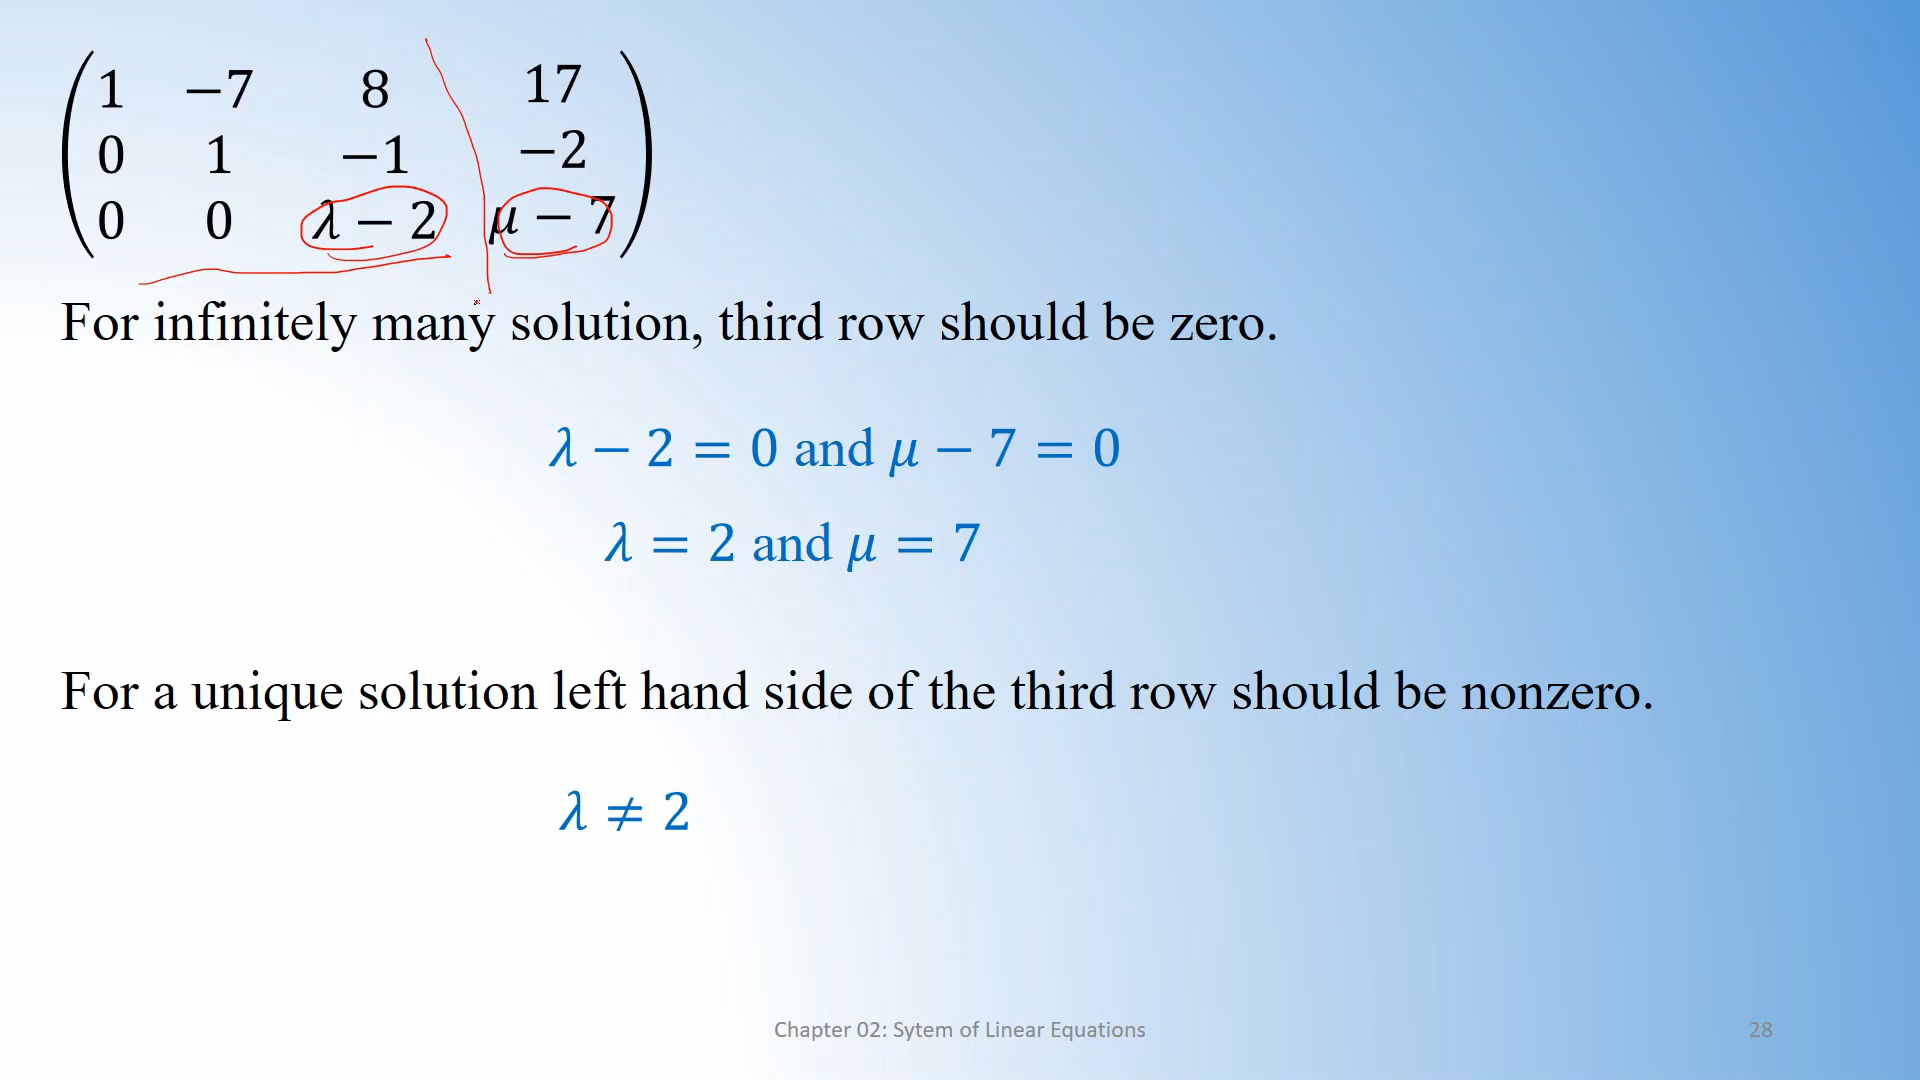 1 −7 8 17
0 1 −1 −2
0 0 λ − 2 μ − 7
For infinitely many solution, third row should be zero.
λ − 2 = 0 and μ − 7 = 0
λ = 2 and μ = 7
For a unique solution left hand side of the third row should be nonzero.
λ ≠ 2
Chapter 02: Sytem of Linear Equations 28